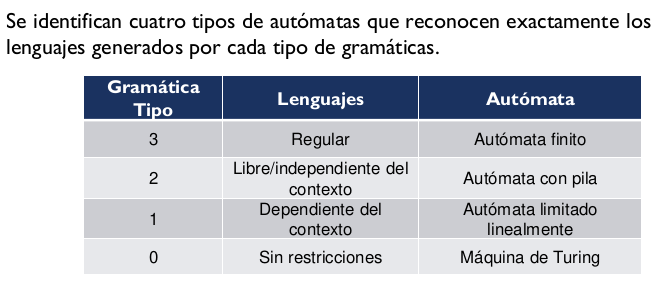 Se identifican cuatro tipos de autómatas que reconocen exactamente los
lenguajes generados por cada tipo de gramáticas.
Gramática
Tipo
Lenguajes
Autómata
3
Regular
Autómata finito
2
Libre/independiente del
contexto
Autómata con pila
1
Dependiente del
contexto
Autómata limitado
linealmente
0
Sin restricciones
Máquina de Turing